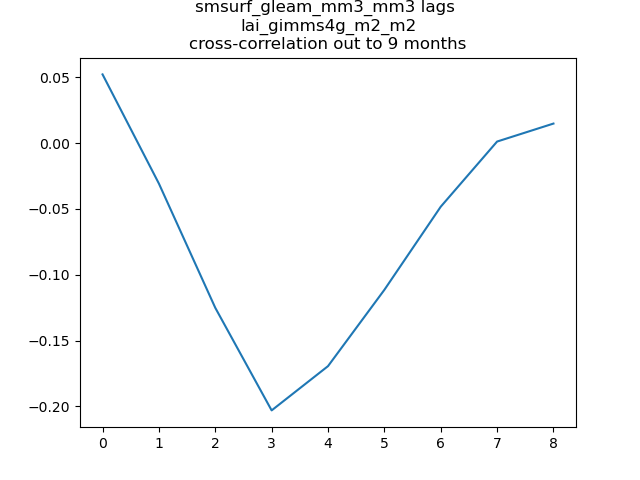 smsurf_gleam_mm3_mm3 lags
lai_gimms4g_m2_m2
cross-correlation out to 9 months
0.05
0.00
−0.05
−0.10
−0.15
−0.20
0 1 2 3 4 5 6 7 8